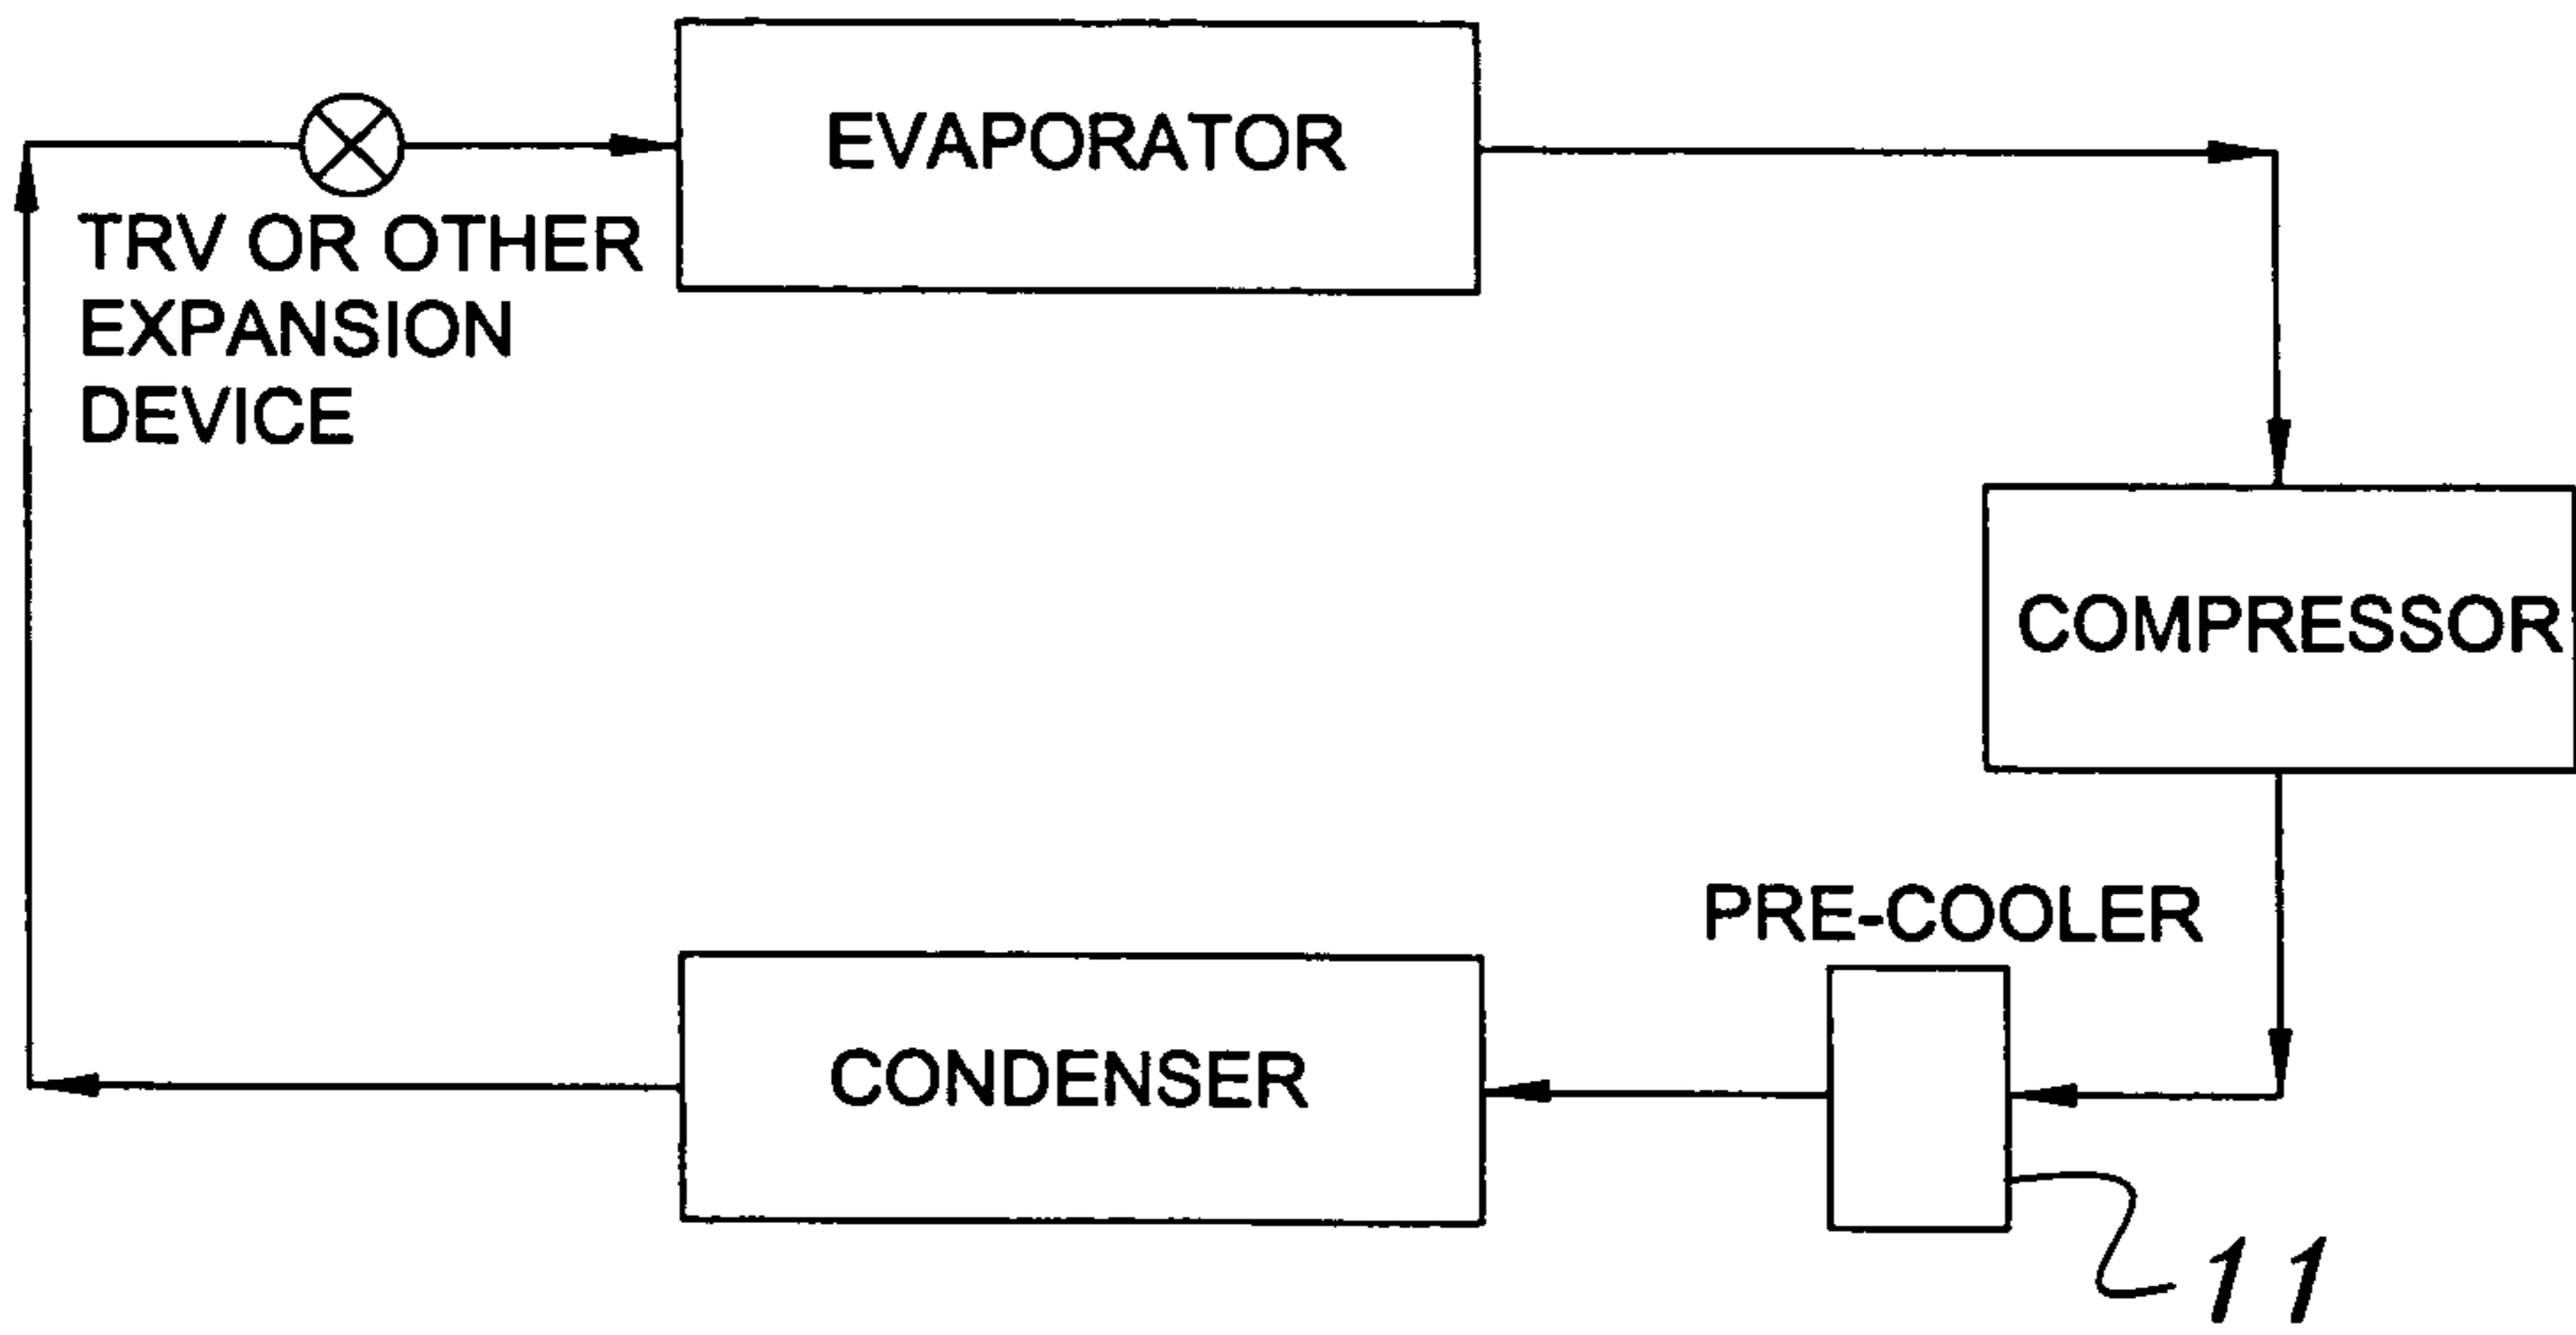 EVAPORATOR
TRV OR OTHER
EXPANSION
DEVICE
COMPRESSOR
PRE-COOLER
CONDENSER
11